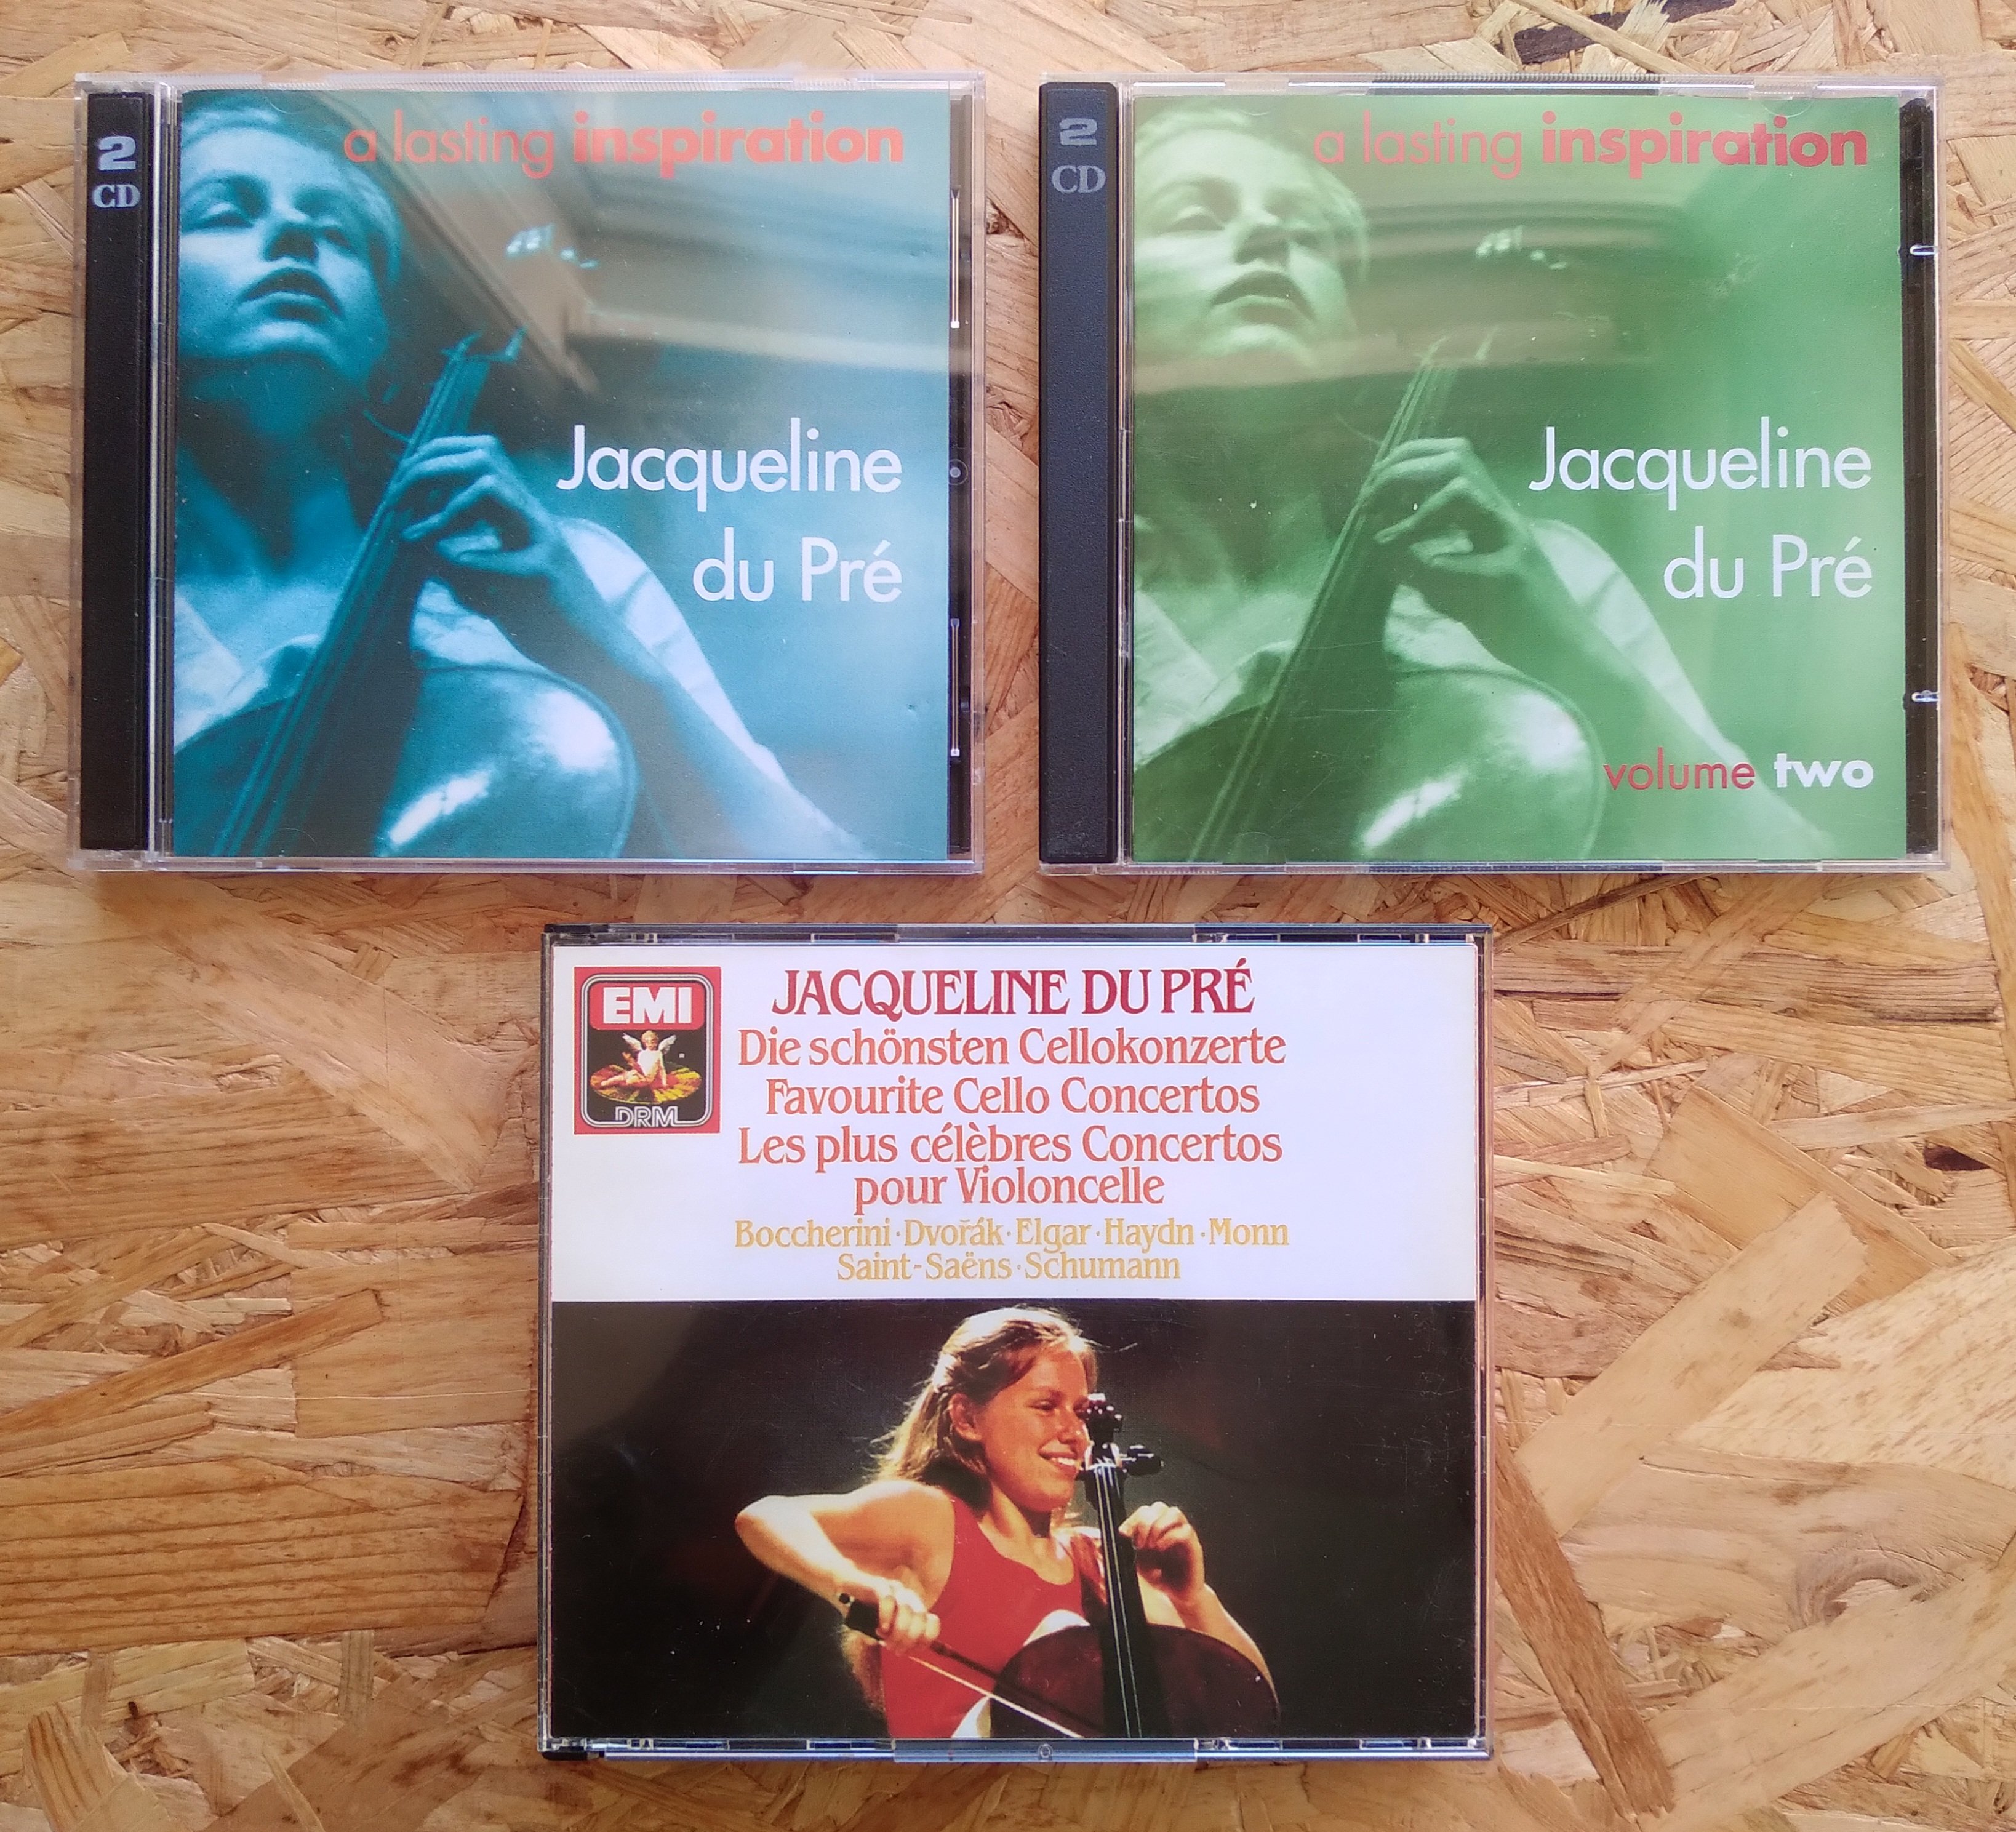 2
CD
a lasting inspiration
Jacqueline
du Pré
2
CD
a lasting inspiration
Jacqueline
du Pré
volume two
EMI
DRM
JACQUELINE DU PRÉ
Die schönsten Cellokonzerte
Favourite Cello Concertos
Les plus célèbres Concertos
pour Violoncelle
Boccherini·Dvořák·Elgar·Haydn·Monn
Saint-Saëns·Schumann